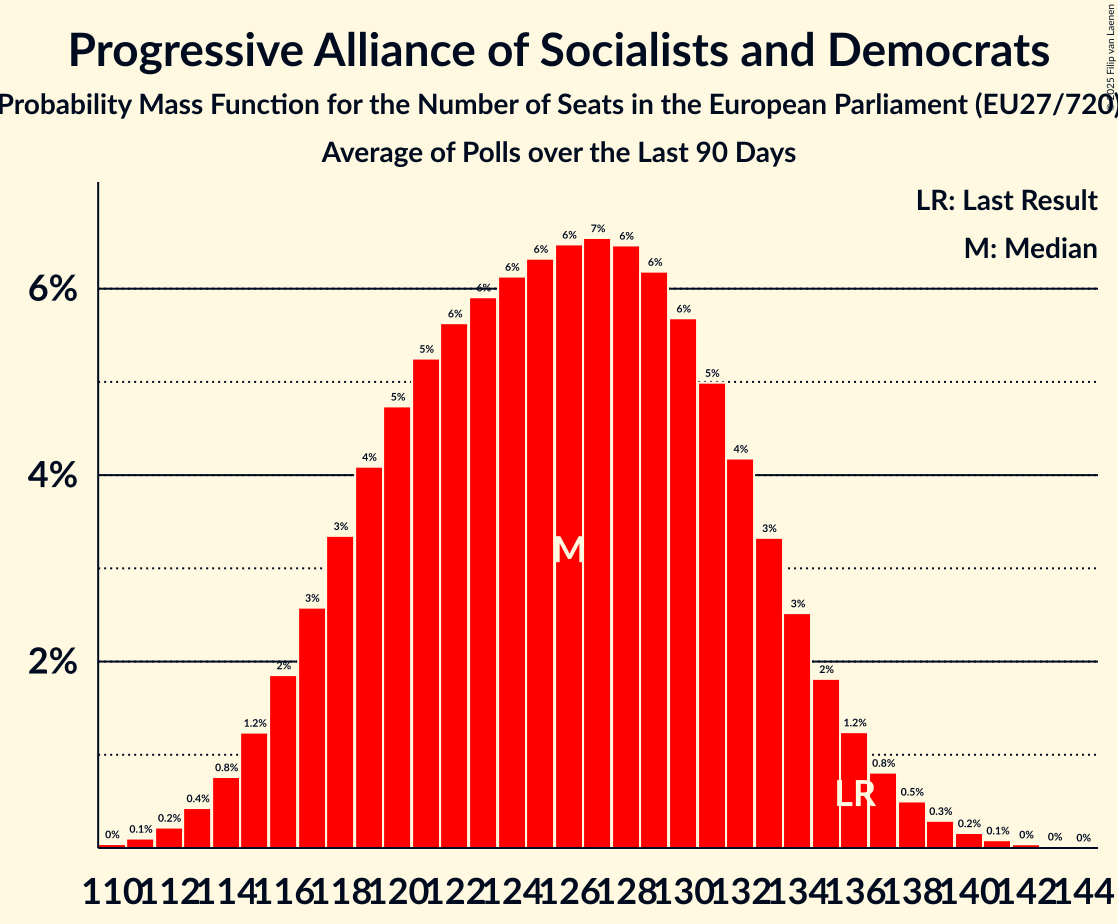 Progressive Alliance of Socialists and Democrats
Probability Mass Function for the Number of Seats in the European Parliament (EU27/720)
Average of Polls over the Last 90 Days
© 2025 Filip van Laenen
LR: Last Result
M: Median
6%
4%
2%
0% 0.1% 0.2% 0.4% 0.8% 1.2% 2% 3% 3% 4% 5% 5% 6% 6% 6% 6% 6% 7% 6% 6% 6% 5% 4% 3% 3% 2% 1.2% 0.8% 0.5% 0.3% 0.2% 0.1% 0% 0% 0%
M
LR
110 112 114 116 118 120 122 124 126 128 130 132 134 136 138 140 142 144